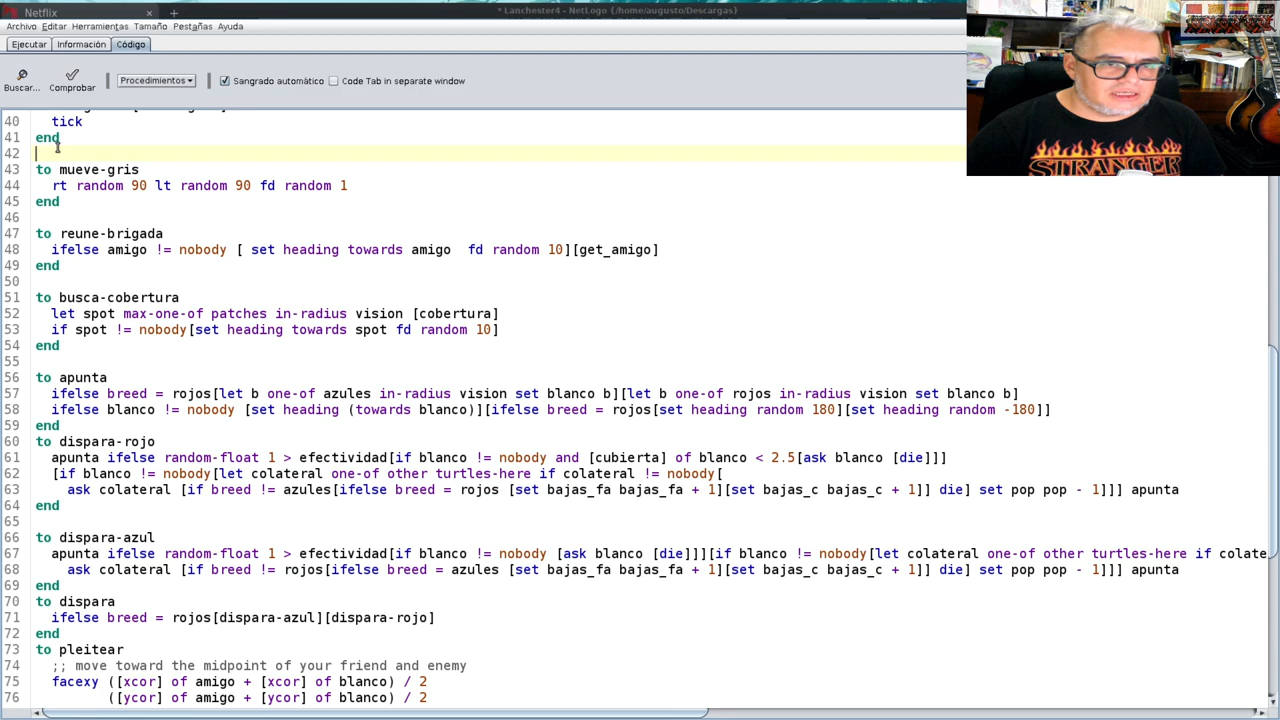 Netflix × +
* Lanchester4 - NetLogo {/home/augusto/Descargas}
Archivo Editar Herramientas Tamaño Pestañas Ayuda
Ejecutar Información Código
Buscar... Comprobar Procedimientos Sangrado automático Code Tab in separate window
40 tick
41 end
42
43 to mueve-gris
44 rt random 90 lt random 90 fd random 1
45 end
46
47 to reune-brigada
48 ifelse amigo != nobody [ set heading towards amigo  fd random 10][get_amigo]
49 end
50
51 to busca-cobertura
52 let spot max-one-of patches in-radius vision [cobertura]
53 if spot != nobody[set heading towards spot fd random 10]
54 end
55
56 to apunta
57 ifelse breed = rojos[let b one-of azules in-radius vision set blanco b][let b one-of rojos in-radius vision set blanco b]
58 ifelse blanco != nobody [set heading (towards blanco)][ifelse breed = rojos[set heading random 180][set heading random -180]]
59 end
60 to dispara-rojo
61 apunta ifelse random-float 1 > efectividad[if blanco != nobody and [cubierta] of blanco < 2.5[ask blanco [die]]]
62 [if blanco != nobody[let colateral one-of other turtles-here if colateral != nobody[
63 ask colateral [if breed != azules[ifelse breed = rojos [set bajas_fa bajas_fa + 1][set bajas_c bajas_c + 1]] die] set pop pop - 1]]] apunta
64 end
65
66 to dispara-azul
67 apunta ifelse random-float 1 > efectividad[if blanco != nobody [ask blanco [die]]][if blanco != nobody[let colateral one-of other turtles-here if colate
68 ask colateral [if breed != rojos[ifelse breed = azules [set bajas_fa bajas_fa + 1][set bajas_c bajas_c + 1]] die] set pop pop - 1]]] apunta
69 end
70 to dispara
71 ifelse breed = rojos[dispara-azul][dispara-rojo]
72 end
73 to pleitear
74 ;; move toward the midpoint of your friend and enemy
75 facexy ([xcor] of amigo + [xcor] of blanco) / 2
76 ([ycor] of amigo + [ycor] of blanco) / 2
STRANGER